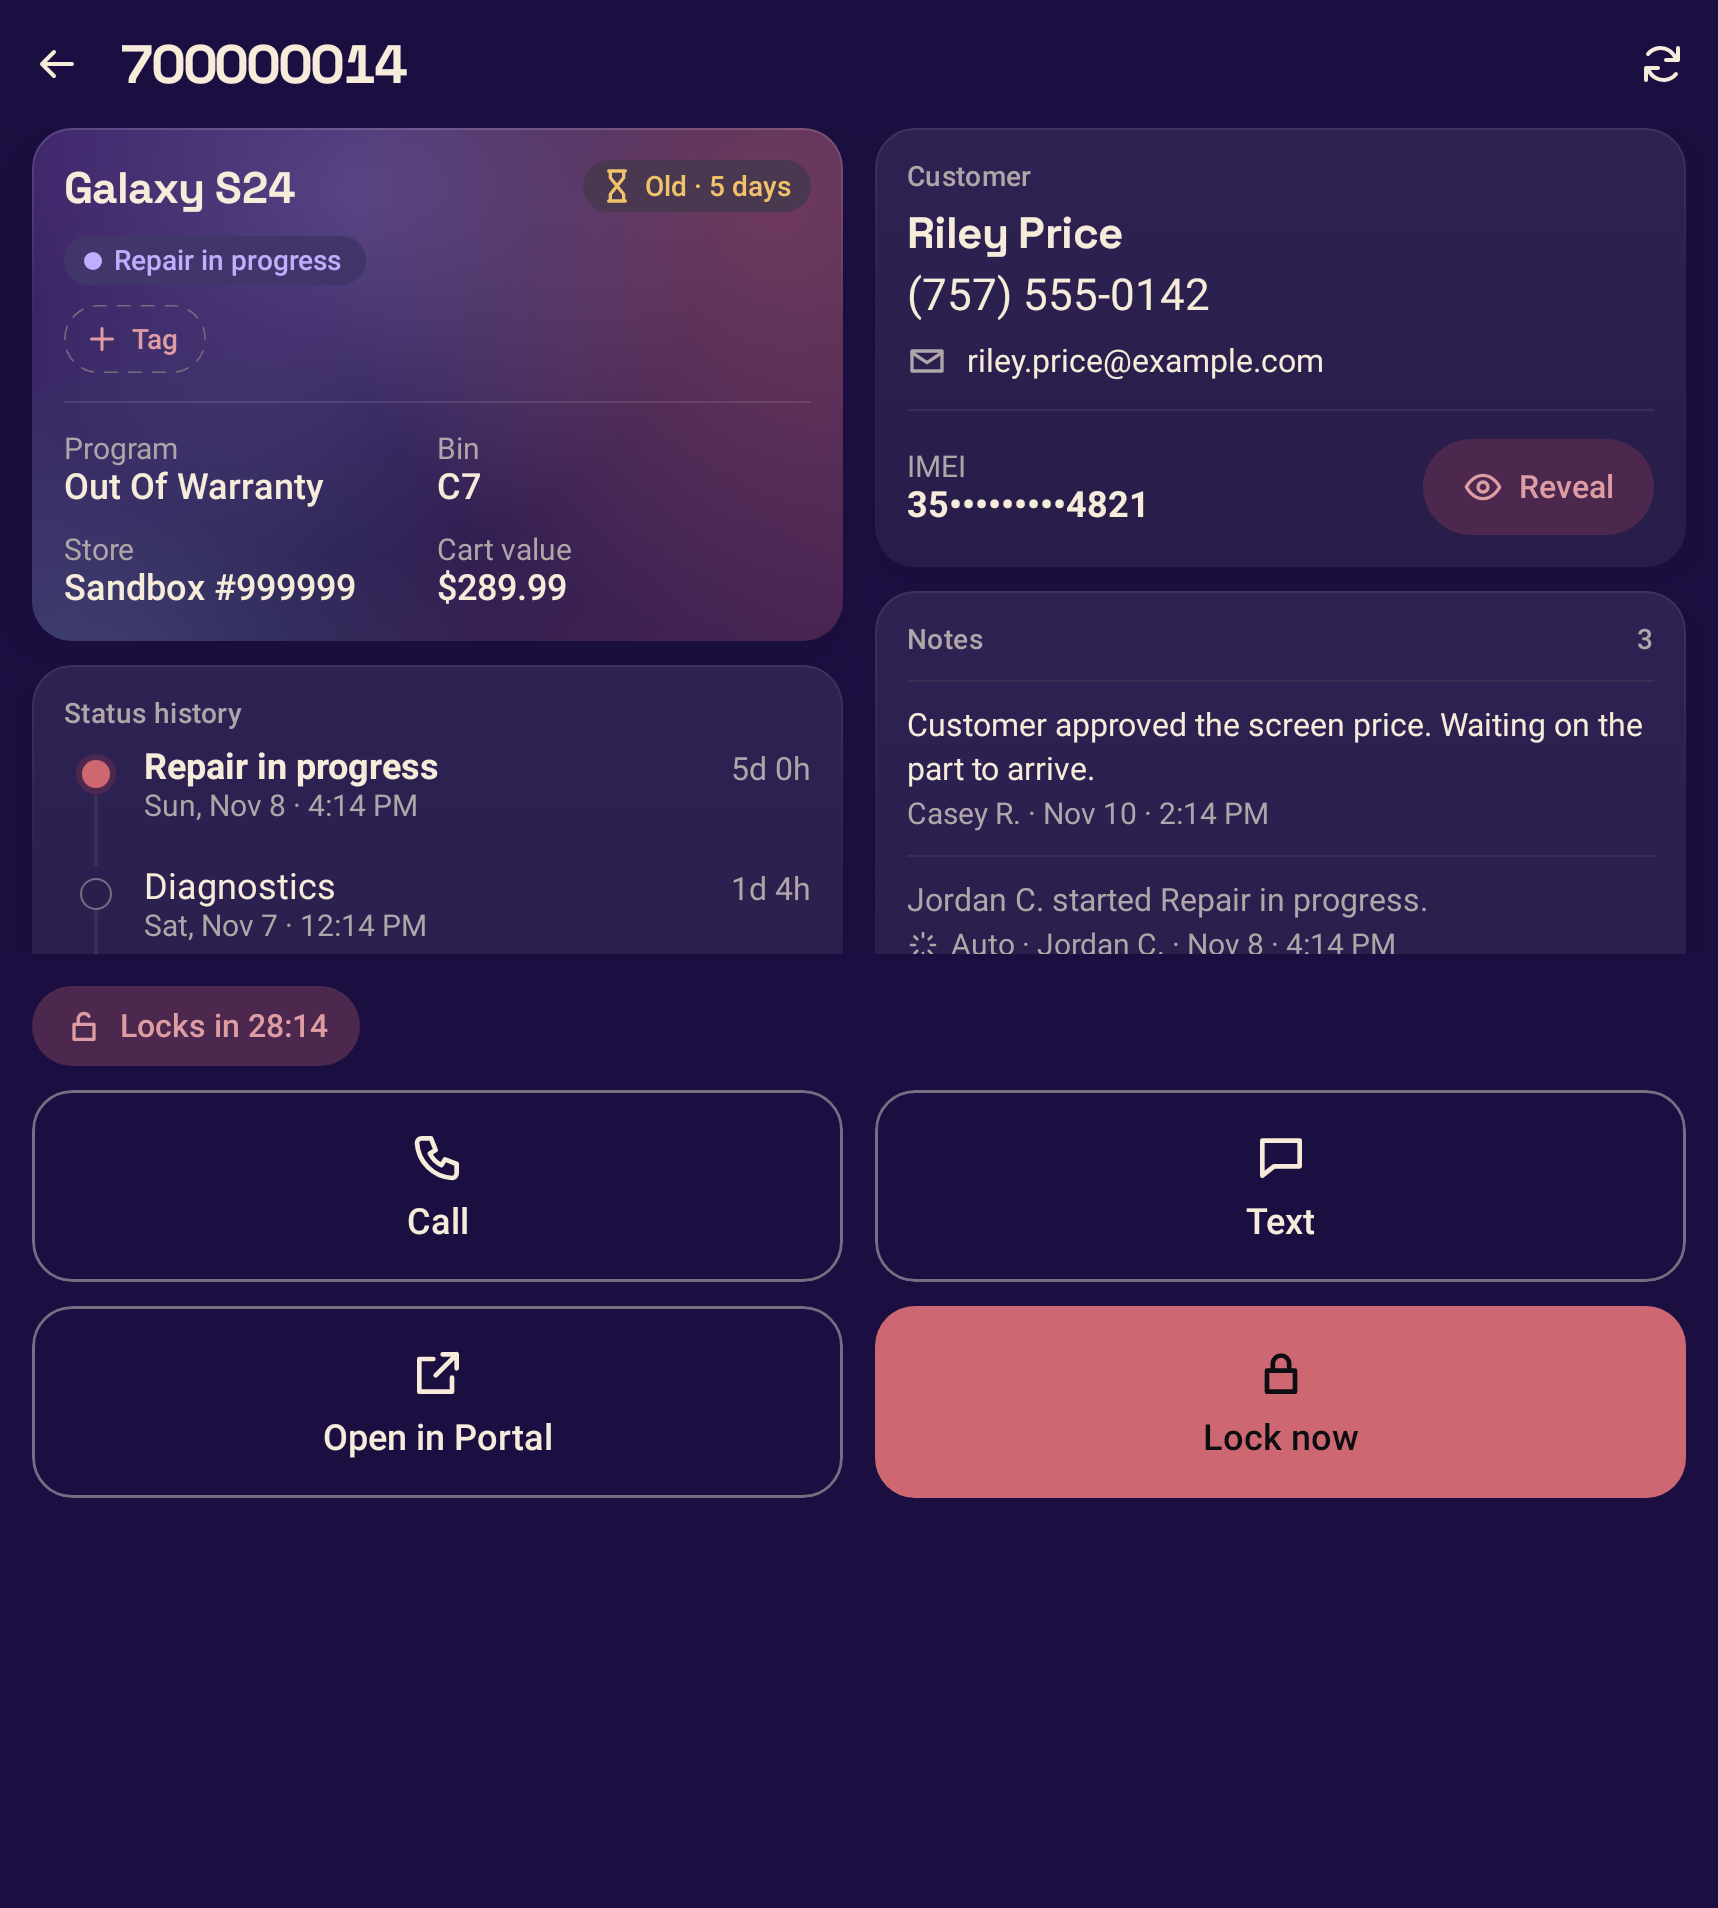 700000014
Galaxy S24
Old · 5 days
Repair in progress
Tag
Program
Out Of Warranty
Bin
C7
Store
Sandbox #999999
Cart value
$289.99
Status history
Repair in progress
5d 0h
Sun, Nov 8 · 4:14 PM
Diagnostics
1d 4h
Sat, Nov 7 · 12:14 PM
Customer
Riley Price
(757) 555-0142
riley.price@example.com
IMEI
35•••••••••4821
Reveal
Notes
3
Customer approved the screen price. Waiting on the
part to arrive.
Casey R. · Nov 10 · 2:14 PM
Jordan C. started Repair in progress.
Auto · Jordan C. · Nov 8 · 4:14 PM
Locks in 28:14
Call
Text
Open in Portal
Lock now